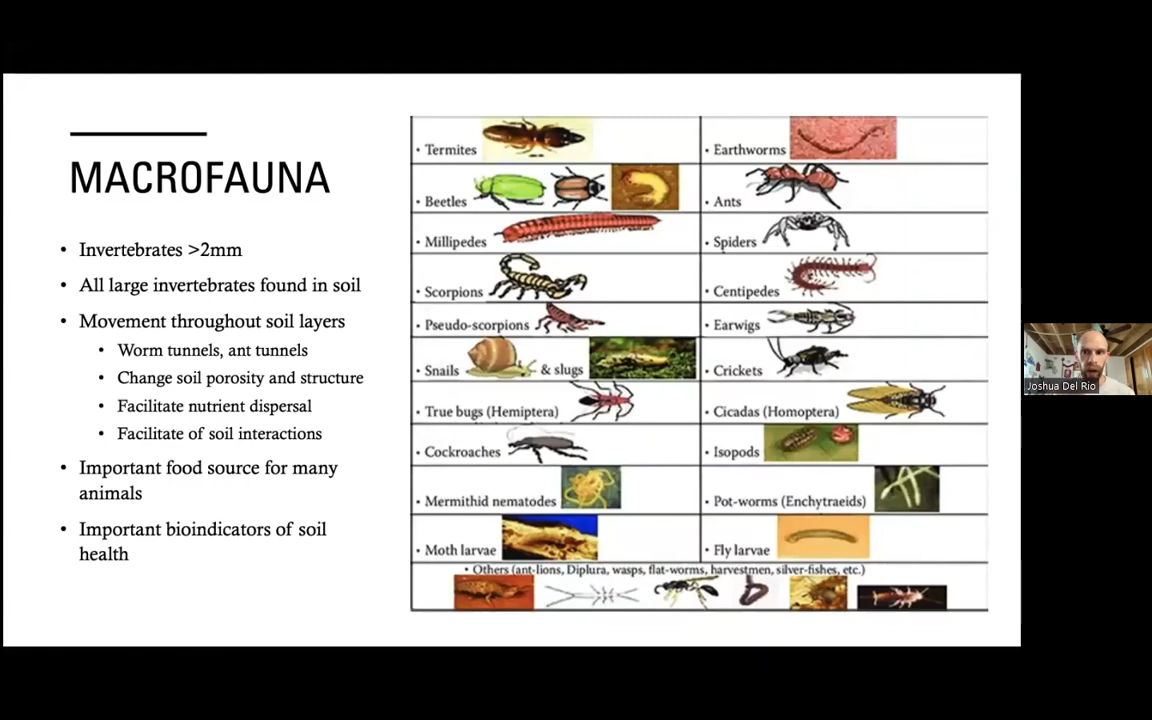 MACROFAUNA
• Invertebrates >2mm
• All large invertebrates found in soil
• Movement throughout soil layers
• Worm tunnels, ant tunnels
• Change soil porosity and structure
• Facilitate nutrient dispersal
• Facilitate of soil interactions
• Important food source for many
animals
• Important bioindicators of soil
health
• Termites
• Earthworms
• Beetles
• Ants
• Millipedes
• Spiders
• Scorpions
• Centipedes
• Pseudo-scorpions
• Earwigs
• Snails & slugs
• Crickets
• True bugs (Hemiptera)
• Cicadas (Homoptera)
• Cockroaches
• Isopods
• Mermithid nematodes
• Pot-worms (Enchytraeids)
• Moth larvae
• Fly larvae
• Others (ant-lions, Diplura, wasps, flat-worms, harvestmen, silver-fishes, etc.)
Joshua Del Rio